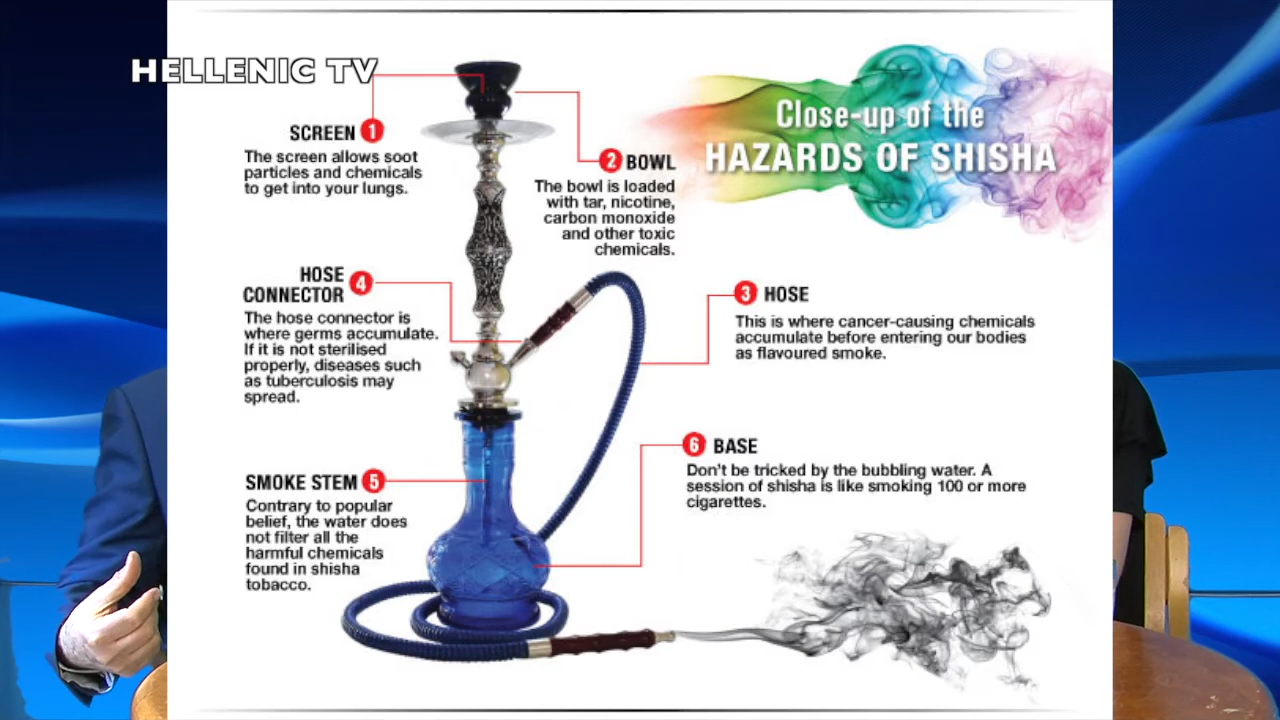 HELLENIC TV
Close-up of the
HAZARDS OF SHISHA
SCREEN 1
The screen allows soot
particles and chemicals
to get into your lungs.
2 BOWL
The bowl is loaded
with tar, nicotine,
carbon monoxide
and other toxic
chemicals.
3 HOSE
This is where cancer-causing chemicals
accumulate before entering our bodies
as flavoured smoke.
HOSE 4
CONNECTOR
The hose connector is
where germs accumulate.
If it is not sterilised
properly, diseases such
as tuberculosis may
spread.
SMOKE STEM 5
Contrary to popular
belief, the water does
not filter all the
harmful chemicals
found in shisha
tobacco.
6 BASE
Don't be tricked by the bubbling water. A
session of shisha is like smoking 100 or more
cigarettes.